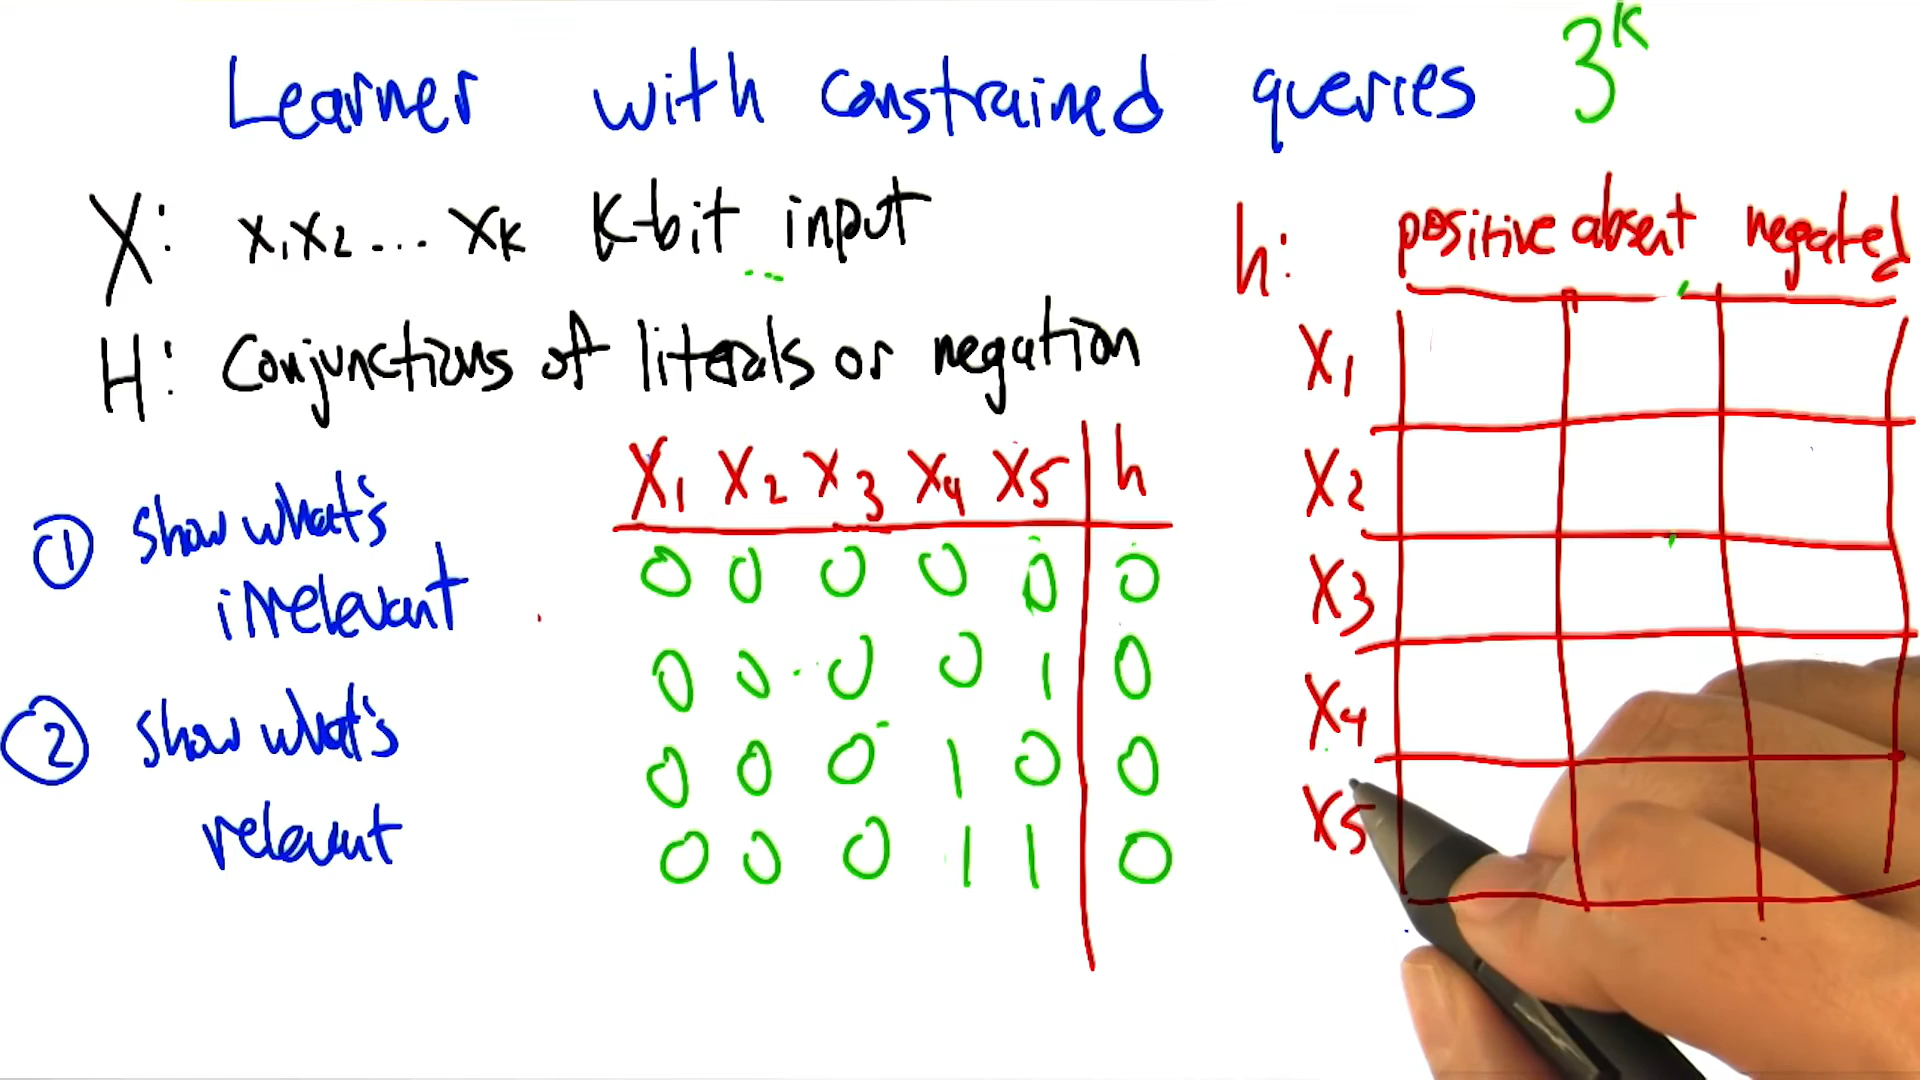 Learner with constrained queries 3^k
X: x1 x2 ... xk k-bit input
H: Conjunctions of literals or negation
① show what's
irrelevant
② show what's
relevant
x1 x2 x3 x4 x5 h
0 0 0 0 0 0
0 0 0 0 1 0
0 0 0 1 0 0
0 0 0 1 1 0
h: positive absent negated
x1
x2
x3
x4
x5